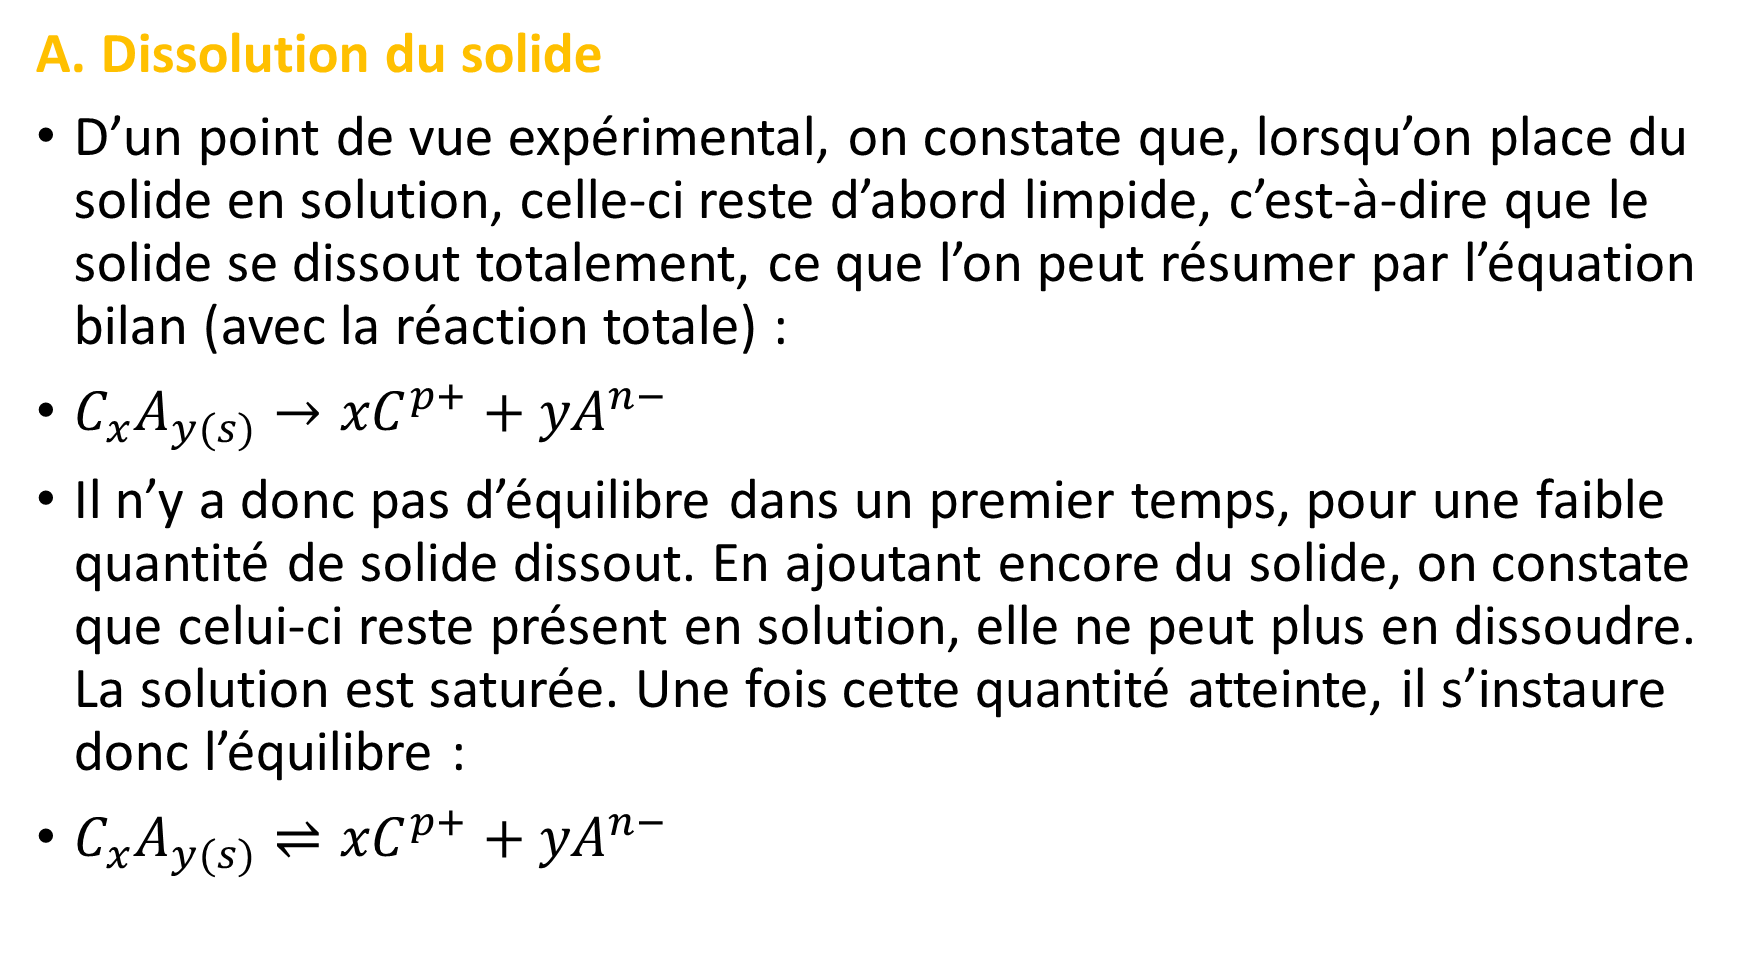 A. Dissolution du solide
• D’un point de vue expérimental, on constate que, lorsqu’on place du
solide en solution, celle-ci reste d’abord limpide, c’est-à-dire que le
solide se dissout totalement, ce que l’on peut résumer par l’équation
bilan (avec la réaction totale) :
• $C_xA_{y(s)} \rightarrow xC^{p+} + yA^{n-}$
• Il n’y a donc pas d’équilibre dans un premier temps, pour une faible
quantité de solide dissout. En ajoutant encore du solide, on constate
que celui-ci reste présent en solution, elle ne peut plus en dissoudre.
La solution est saturée. Une fois cette quantité atteinte, il s’instaure
donc l’équilibre :
• $C_xA_{y(s)} \rightleftharpoons xC^{p+} + yA^{n-}$